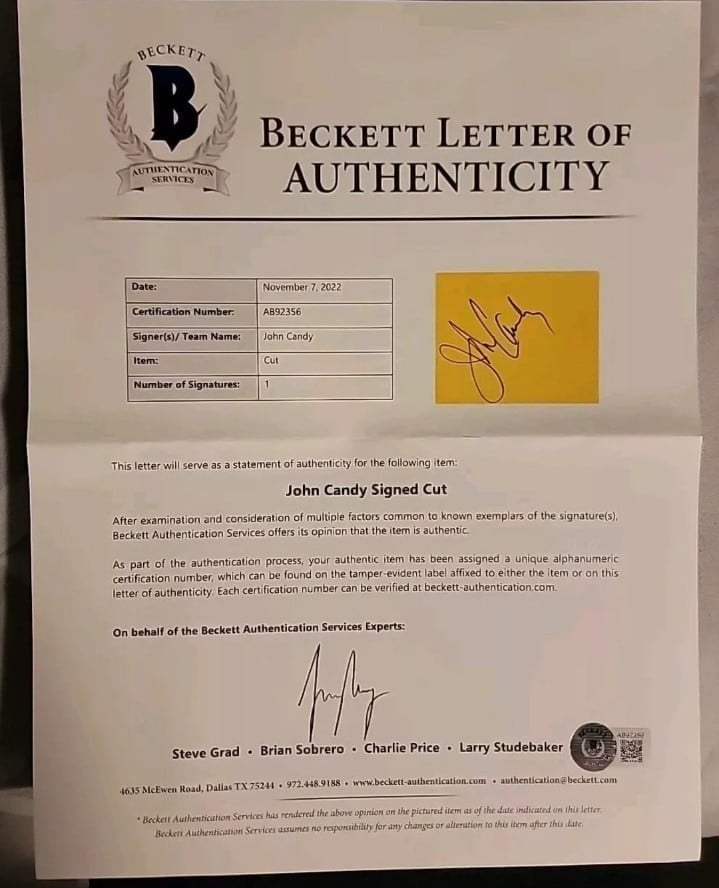 BECKETT
B
AUTHENTICATION
SERVICES
BECKETT LETTER OF
AUTHENTICITY
Date: November 7, 2022
Certification Number: AB92356
Signer(s)/ Team Name: John Candy
Item: Cut
Number of Signatures: 1
John Candy
This letter will serve as a statement of authenticity for the following item:
John Candy Signed Cut
After examination and consideration of multiple factors common to known exemplars of the signature(s),
Beckett Authentication Services offers its opinion that the item is authentic.
As part of the authentication process, your authentic item has been assigned a unique alphanumeric
certification number, which can be found on the tamper-evident label affixed to either the item or on this
letter of authenticity. Each certification number can be verified at beckett-authentication.com.
On behalf of the Beckett Authentication Services Experts:
Steve Grad • Brian Sobrero • Charlie Price • Larry Studebaker
BECKETT
B
4635 McEwen Road, Dallas TX 75244 • 972.448.9188 • www.beckett-authentication.com • authentication@beckett.com
* Beckett Authentication Services has rendered the above opinion on the pictured item as of the date indicated on this letter.
Beckett Authentication Services assumes no responsibility for any changes or alteration to this item after this date.